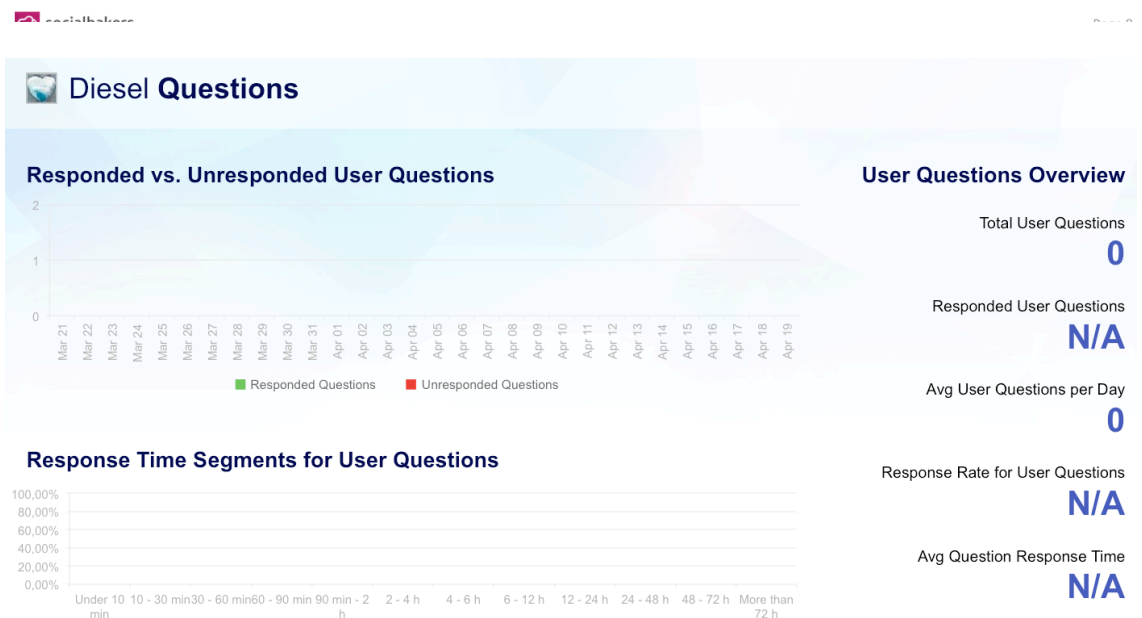 Diesel Questions
Responded vs. Unresponded User Questions
2
1
0
Mar 21
Mar 22
Mar 23
Mar 24
Mar 25
Mar 26
Mar 27
Mar 28
Mar 29
Mar 30
Mar 31
Apr 01
Apr 02
Apr 03
Apr 04
Apr 05
Apr 06
Apr 07
Apr 08
Apr 09
Apr 10
Apr 11
Apr 12
Apr 13
Apr 14
Apr 15
Apr 16
Apr 17
Apr 18
Apr 19
Responded Questions
Unresponded Questions
Response Time Segments for User Questions
100,00%
80,00%
60,00%
40,00%
20,00%
0,00%
Under 10
min
10 - 30 min
30 - 60 min
60 - 90 min
90 min - 2
h
2 - 4 h
4 - 6 h
6 - 12 h
12 - 24 h
24 - 48 h
48 - 72 h
More than
72 h
User Questions Overview
Total User Questions
0
Responded User Questions
N/A
Avg User Questions per Day
0
Response Rate for User Questions
N/A
Avg Question Response Time
N/A